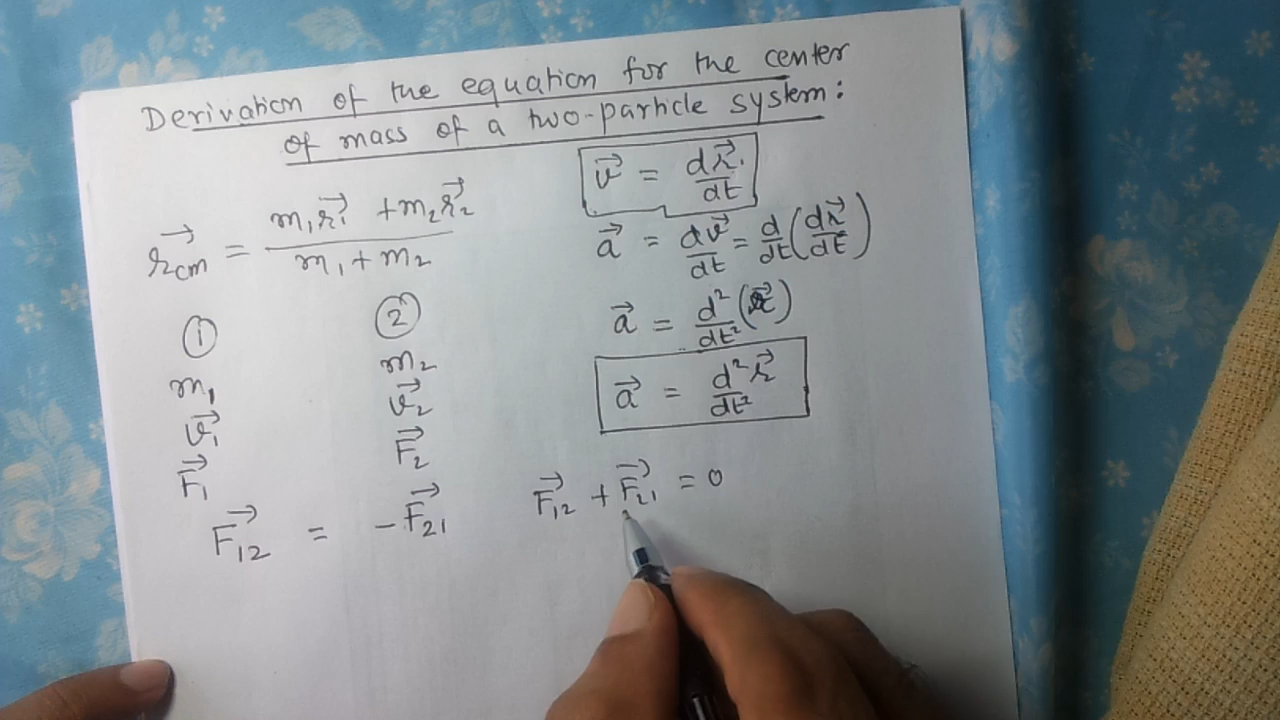 Derivation of the equation for the center
of mass of a two-particle system:
r⃗cm = (m₁r⃗₁ + m₂r⃗₂) / (m₁ + m₂)
① ②
m₁ m₂
v⃗₁ v⃗₂
F⃗₁ F⃗₂
F⃗₁₂ = -F⃗₂₁
v⃗ = dr⃗/dt
a⃗ = dv⃗/dt = d/dt(dr⃗/dt)
a⃗ = d²/dt²(r⃗)
a⃗ = d²r⃗/dt²
F⃗₁₂ + F⃗₂₁ = 0